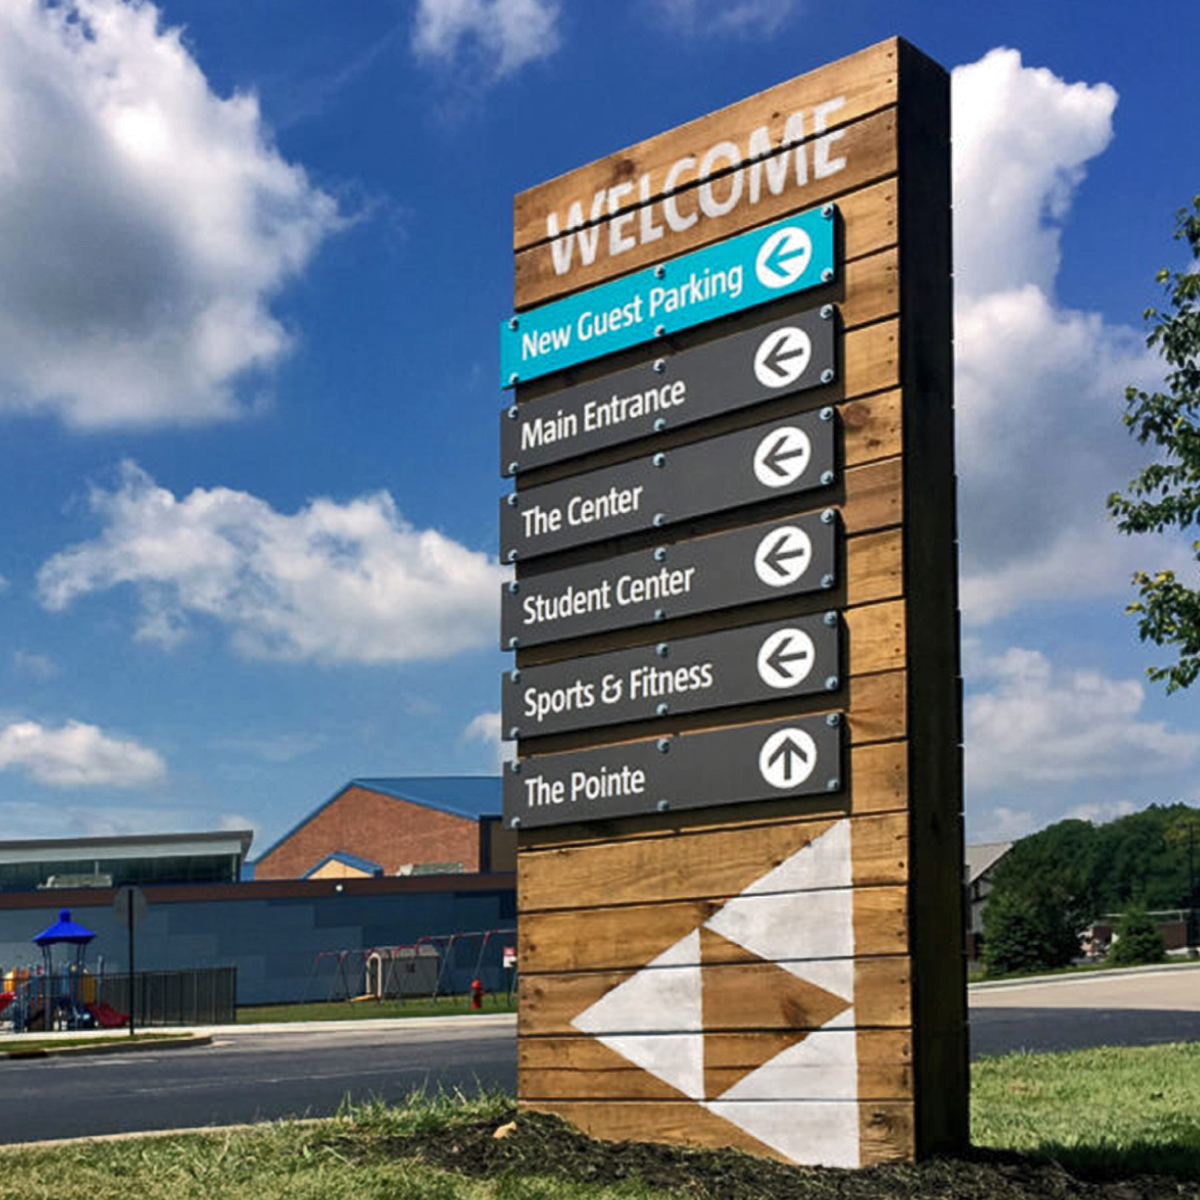 WELCOME
New Guest Parking
Main Entrance
The Center
Student Center
Sports & Fitness
The Pointe